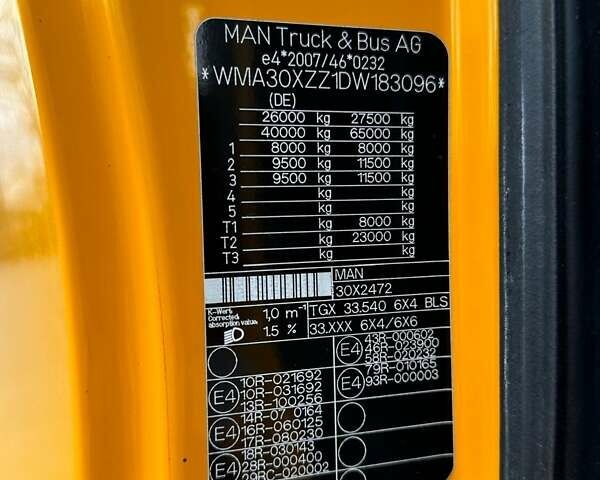 MAN Truck & Bus AG
e4*2007/46*0232
*WMA30XZZ1DW183096*
(DE)
26000 kg 27500 kg
40000 kg 65000 kg
1 8000 kg 8000 kg
2 9500 kg 11500 kg
3 9500 kg 11500 kg
4 kg kg
5 kg kg
T1 kg 8000 kg
T2 kg 23000 kg
T3 kg kg
MAN
30X2472
K-Wert Corrected absorption value 1,0 m⁻¹ TGX 33.540 6X4 BLS
1.5 % 33.XXX 6X4/6X6
E4 43R-000602
46R-023900
58R-020232
79R-010165
93R-000003
E4 10R-021692
10R-031692
13R-100256
E4 14R-07 0164
16R-060125
17R-080230
E4 18R-030143
28R-000400
29RC-020002